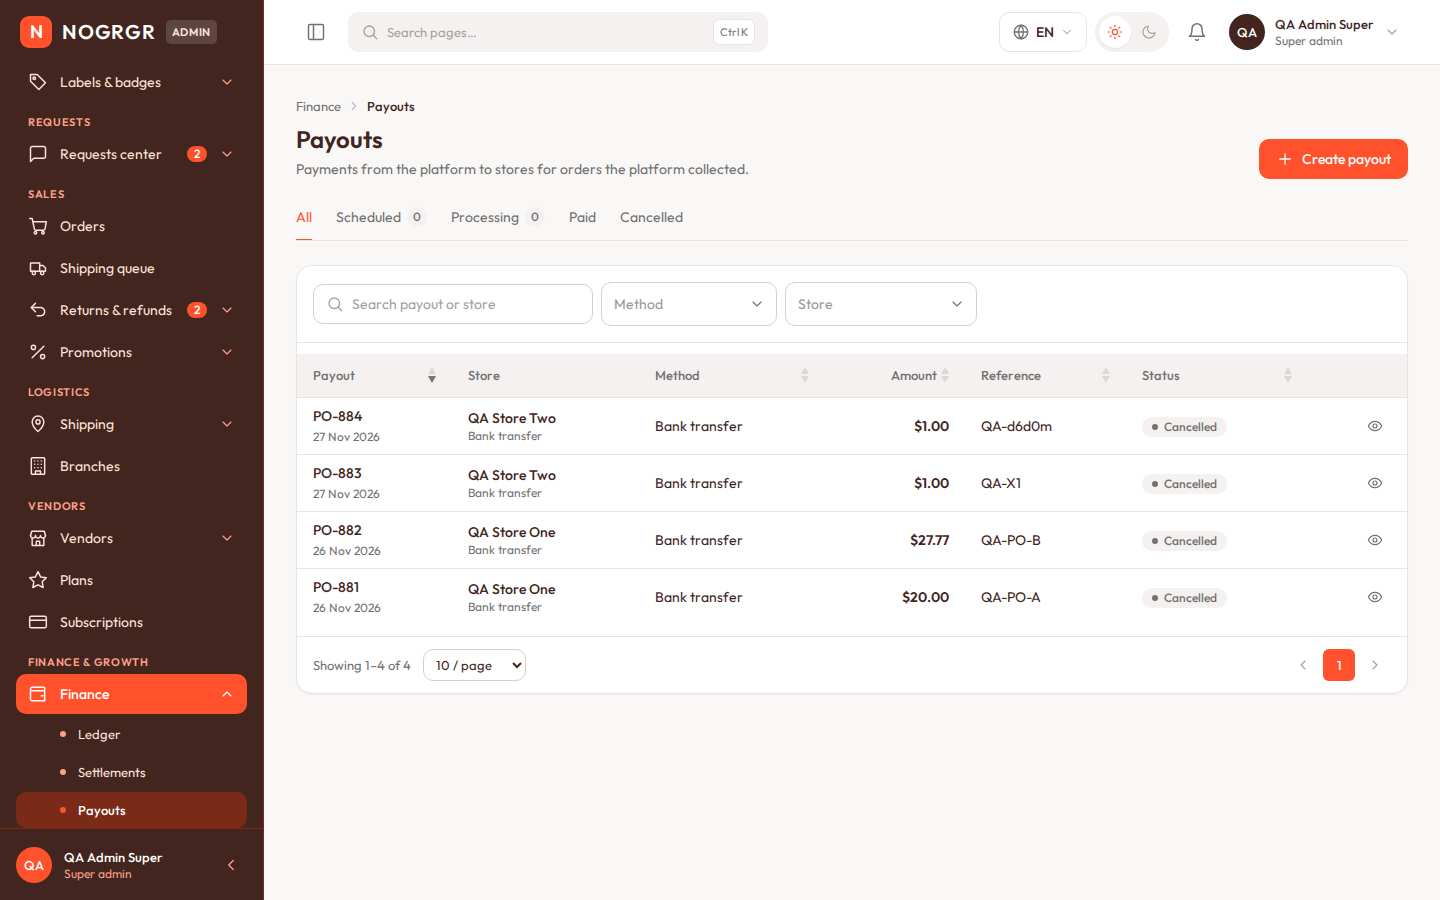 N NOGRGR ADMIN
Labels & badges
REQUESTS
Requests center 2
SALES
Orders
Shipping queue
Returns & refunds 2
Promotions
LOGISTICS
Shipping
Branches
VENDORS
Vendors
Plans
Subscriptions
FINANCE & GROWTH
Finance
Ledger
Settlements
Payouts
QA QA Admin Super
Super admin
Search pages... Ctrl K
EN
QA QA Admin Super
Super admin
Finance Payouts
Payouts
Payments from the platform to stores for orders the platform collected.
Create payout
All Scheduled 0 Processing 0 Paid Cancelled
Search payout or store Method Store
Payout Store Method Amount Reference Status
PO-884 QA Store Two Bank transfer $1.00 QA-d6d0m Cancelled
27 Nov 2026 Bank transfer
PO-883 QA Store Two Bank transfer $1.00 QA-X1 Cancelled
27 Nov 2026 Bank transfer
PO-882 QA Store One Bank transfer $27.77 QA-PO-B Cancelled
26 Nov 2026 Bank transfer
PO-881 QA Store One Bank transfer $20.00 QA-PO-A Cancelled
26 Nov 2026 Bank transfer
Showing 1–4 of 4 10 / page 1